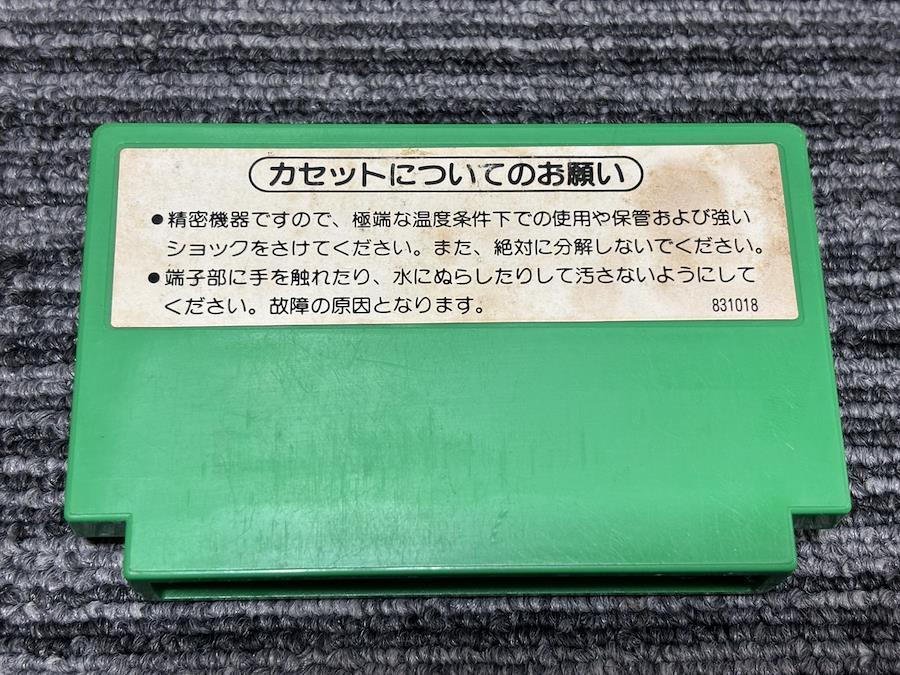 カセットについてのお願い
●精密機器ですので、極端な温度条件下での使用や保管および強い
ショックをさけてください。また、絶対に分解しないでください。
●端子部に手を触れたり、水にぬらしたりして汚さないようにして
ください。故障の原因となります。 831018